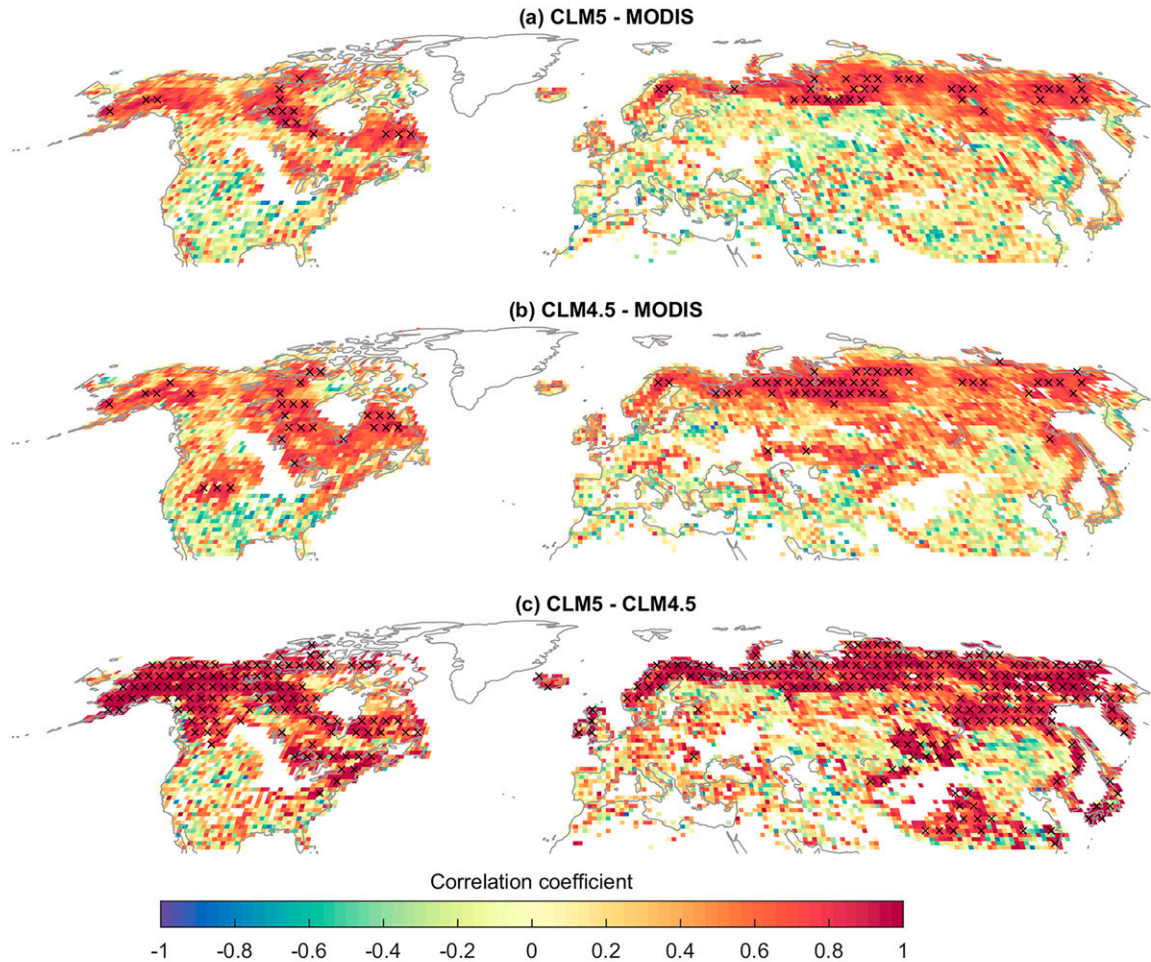 (a) CLM5 - MODIS
(b) CLM4.5 - MODIS
(c) CLM5 - CLM4.5
Correlation coefficient
-1 -0.8 -0.6 -0.4 -0.2 0 0.2 0.4 0.6 0.8 1